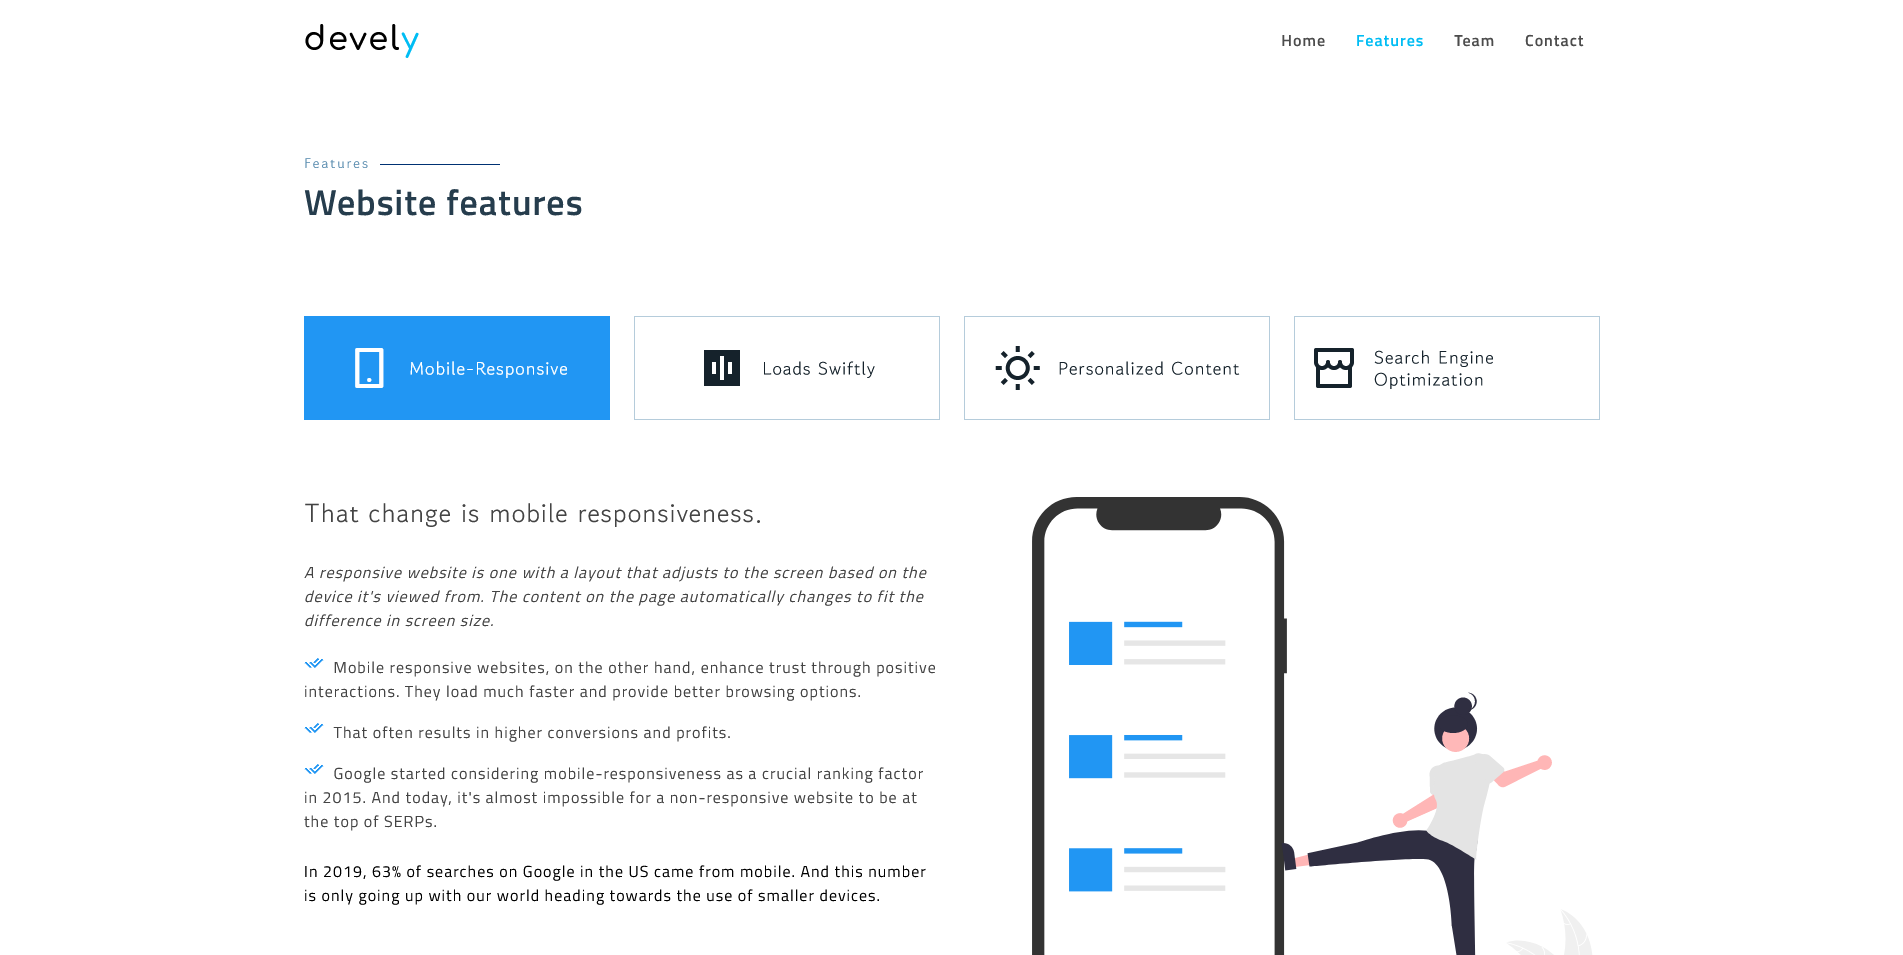 devely
Home Features Team Contact
Features
Website features
Mobile-Responsive
Loads Swiftly
Personalized Content
Search Engine
Optimization
That change is mobile responsiveness.
A responsive website is one with a layout that adjusts to the screen based on the
device it's viewed from. The content on the page automatically changes to fit the
difference in screen size.
Mobile responsive websites, on the other hand, enhance trust through positive
interactions. They load much faster and provide better browsing options.
That often results in higher conversions and profits.
Google started considering mobile-responsiveness as a crucial ranking factor
in 2015. And today, it's almost impossible for a non-responsive website to be at
the top of SERPs.
In 2019, 63% of searches on Google in the US came from mobile. And this number
is only going up with our world heading towards the use of smaller devices.